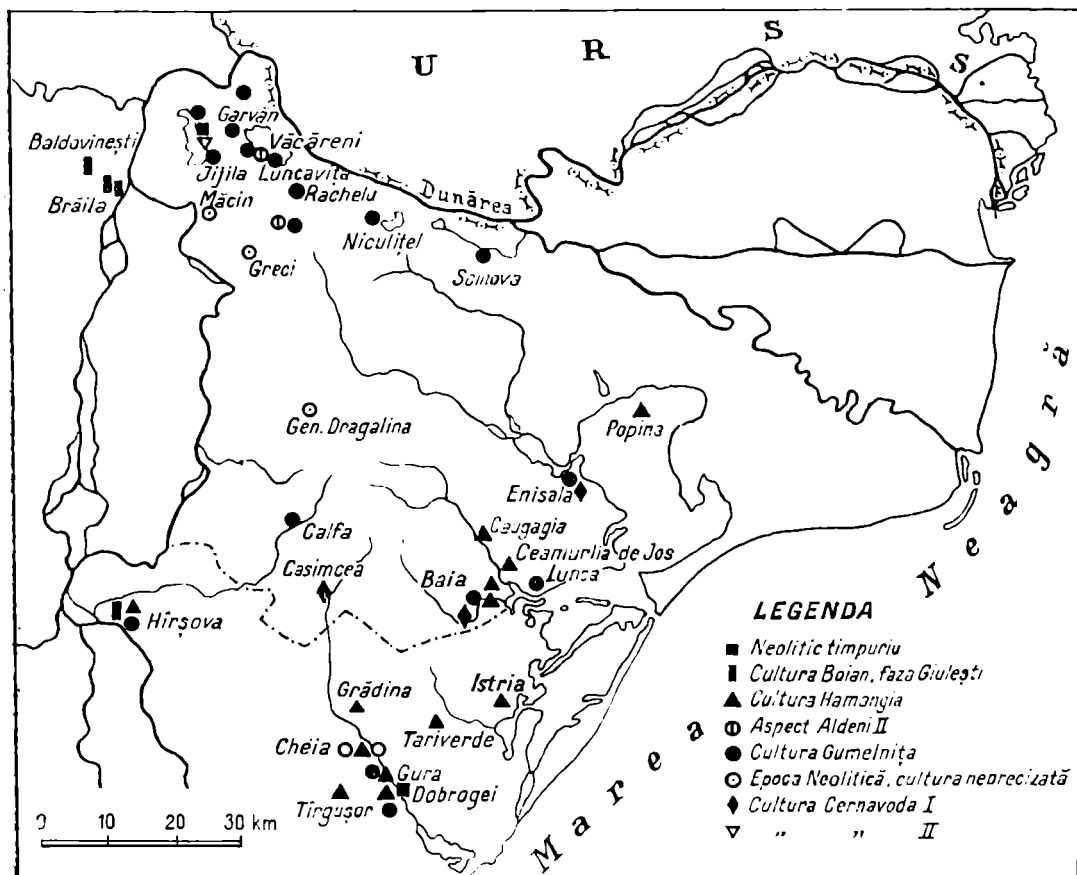 U R S S
Garvăn
Baldovinești
Văcăreni
Jijila Luncavița
Brăila
Măcin
Rachelu
Dunărea
Niculițel
Greci
Somova
Gen. Dragalina
Popina
Enisala
Calfa
Ceugagia
Ceamurlia de Jos
Casimcea
Baia
Lunca
Hîrșova
Istria
Grădina
Tariverde
Cheia
Gura
Dobrogei
Tîrgușor
Marea Neagră
0 10 20 30 km
LEGENDA
Neolitic timpuriu
Cultura Boian, faza Giulești
Cultura Hamangia
Aspect Aldeni II
Cultura Gumelnița
Epoca Neolitică, cultura neprecizată
Cultura Cernavoda I
„ „ II